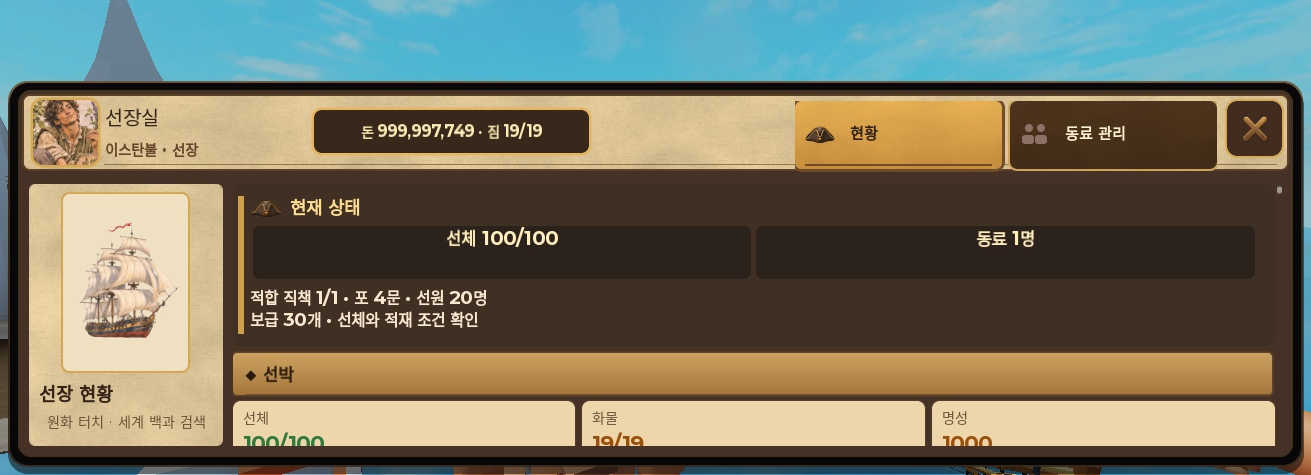 선장실
이스탄불 • 선장
돈 999,997,749 · 짐 19/19
현황
동료 관리
현재 상태
선체 100/100
동료 1명
적합 직책 1/1 • 포 4문 • 선원 20명
보급 30개 • 선체와 적재 조건 확인
선장 현황
원화 터치 · 세계 백과 검색
◆ 선박
선체
화물
명성
100/100
19/19
1000